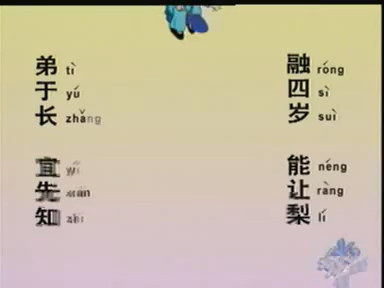 融四岁
róng sì suì
能让梨
néng ràng lí
弟于长
tì yú zhǎng
宜先知